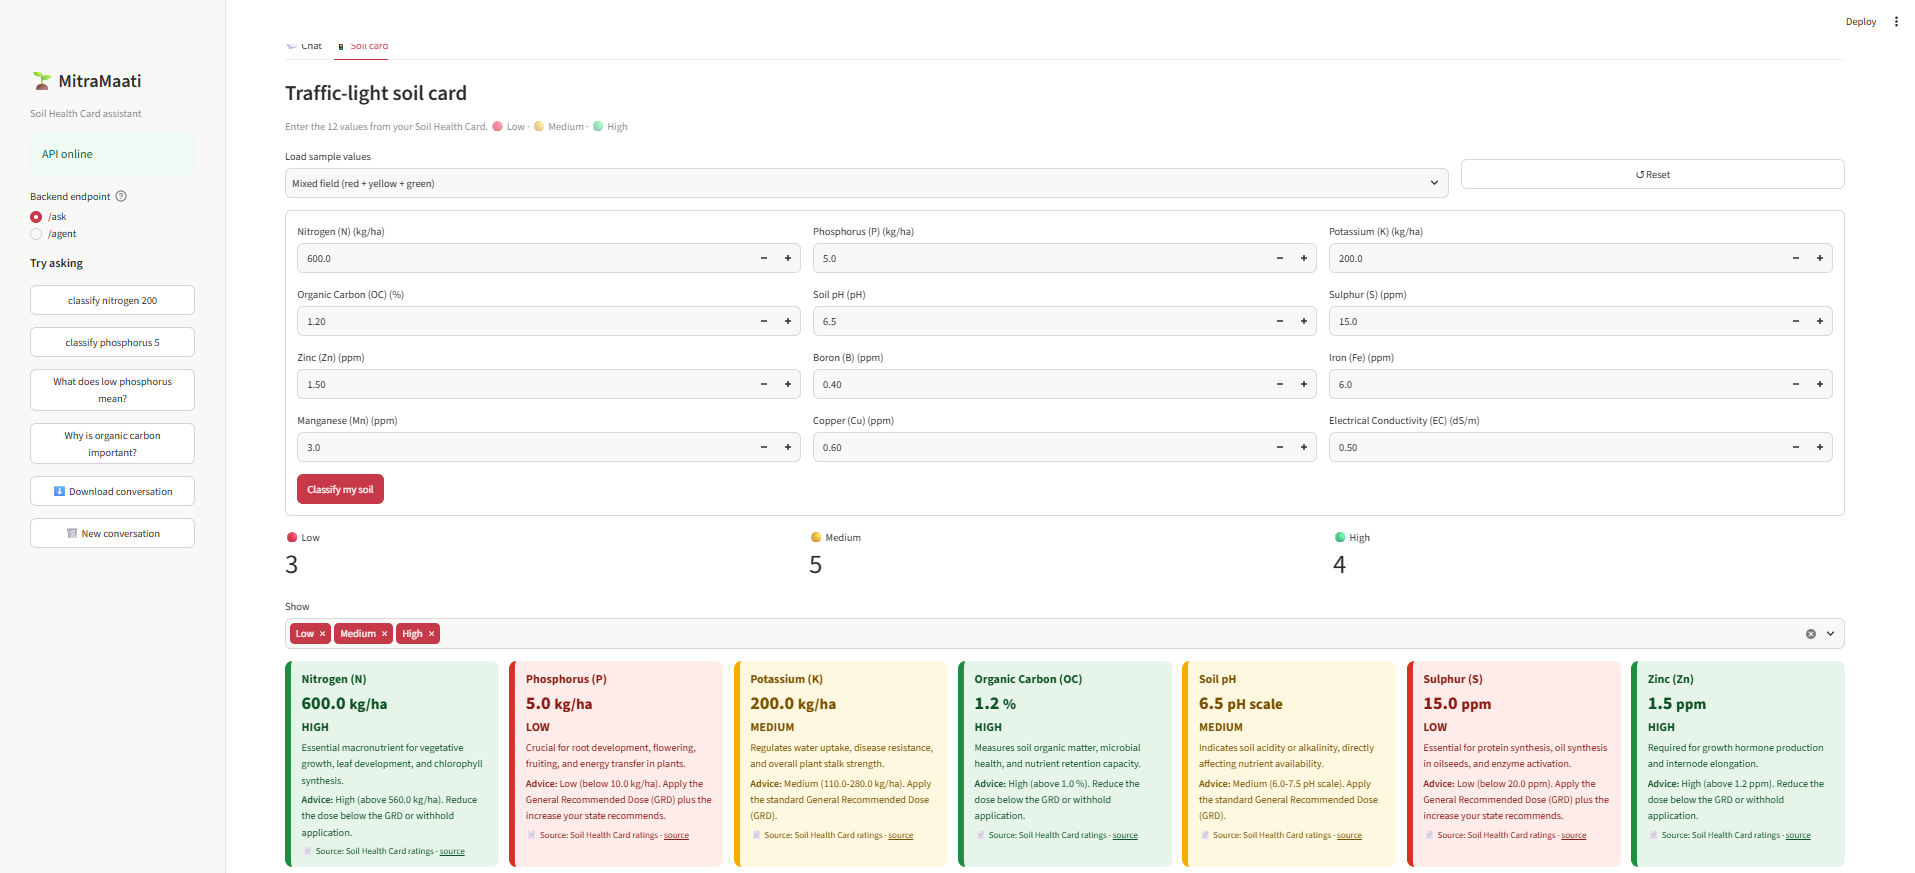 Deploy
MitraMaati
Soil Health Card assistant
API online
Backend endpoint
/ask
/agent
Try asking
classify nitrogen 200
classify phosphorus 5
What does low phosphorus
mean?
Why is organic carbon
important?
Download conversation
New conversation
Chat
Soil card
Traffic-light soil card
Enter the 12 values from your Soil Health Card. Low · Medium · High
Load sample values
Mixed field (red + yellow + green)
↺ Reset
Nitrogen (N) (kg/ha)
600.0
Phosphorus (P) (kg/ha)
5.0
Potassium (K) (kg/ha)
200.0
Organic Carbon (OC) (%)
1.20
Soil pH (pH)
6.5
Sulphur (S) (ppm)
15.0
Zinc (Zn) (ppm)
1.50
Boron (B) (ppm)
0.40
Iron (Fe) (ppm)
6.0
Manganese (Mn) (ppm)
3.0
Copper (Cu) (ppm)
0.60
Electrical Conductivity (EC) (dS/m)
0.50
Classify my soil
Low
3
Medium
5
High
4
Show
Low ×
Medium ×
High ×
Nitrogen (N)
600.0 kg/ha
HIGH
Essential macronutrient for vegetative
growth, leaf development, and chlorophyll
synthesis.
Advice: High (above 560.0 kg/ha). Reduce
the dose below the GRD or withhold
application.
Source: Soil Health Card ratings · source
Phosphorus (P)
5.0 kg/ha
LOW
Crucial for root development, flowering,
fruiting, and energy transfer in plants.
Advice: Low (below 10.0 kg/ha). Apply the
General Recommended Dose (GRD) plus the
increase your state recommends.
Source: Soil Health Card ratings · source
Potassium (K)
200.0 kg/ha
MEDIUM
Regulates water uptake, disease resistance,
and overall plant stalk strength.
Advice: Medium (110.0-280.0 kg/ha). Apply
the standard General Recommended Dose
(GRD).
Source: Soil Health Card ratings · source
Organic Carbon (OC)
1.2 %
HIGH
Measures soil organic matter, microbial
health, and nutrient retention capacity.
Advice: High (above 1.0 %). Reduce the
dose below the GRD or withhold
application.
Source: Soil Health Card ratings · source
Soil pH
6.5 pH scale
MEDIUM
Indicates soil acidity or alkalinity, directly
affecting nutrient availability.
Advice: Medium (6.0-7.5 pH scale). Apply
the standard General Recommended Dose
(GRD).
Source: Soil Health Card ratings · source
Sulphur (S)
15.0 ppm
LOW
Essential for protein synthesis, oil synthesis
in oilseeds, and enzyme activation.
Advice: Low (below 20.0 ppm). Apply the
General Recommended Dose (GRD) plus the
increase your state recommends.
Source: Soil Health Card ratings · source
Zinc (Zn)
1.5 ppm
HIGH
Required for growth hormone production
and internode elongation.
Advice: High (above 1.2 ppm). Reduce the
dose below the GRD or withhold
application.
Source: Soil Health Card ratings · source